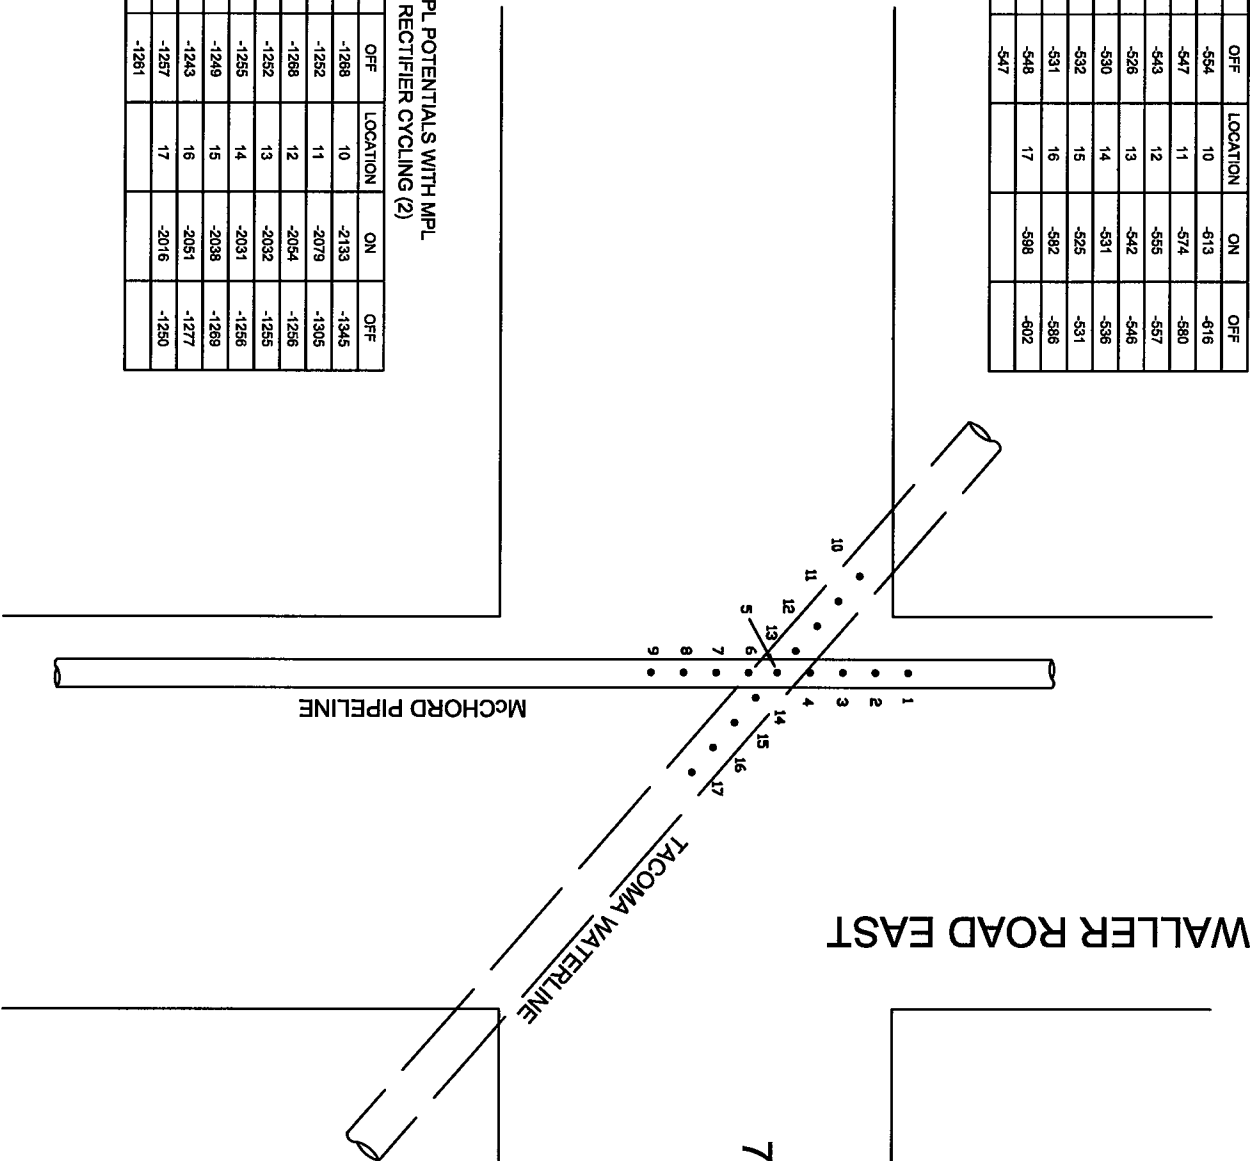 OFF LOCATION ON OFF
-554 10 -613 -616
-547 11 -574 -580
-543 12 -555 -557
-526 13 -542 -546
-530 14 -531 -536
-532 15 -525 -531
-531 16 -582 -586
-548 17 -598 -602
-547
PL POTENTIALS WITH MPL
RECTIFIER CYCLING (2)
OFF LOCATION ON OFF
-1268 10 -2133 -1345
-1252 11 -2079 -1305
-1268 12 -2054 -1256
-1252 13 -2032 -1255
-1255 14 -2031 -1256
-1249 15 -2038 -1269
-1243 16 -2051 -1277
-1257 17 -2016 -1250
-1261
10
11
12
13
5
9
8
7
6
4
3
2
1
14
15
16
17
McCHORD PIPELINE
TACOMA WATERLINE
WALLER ROAD EAST
7